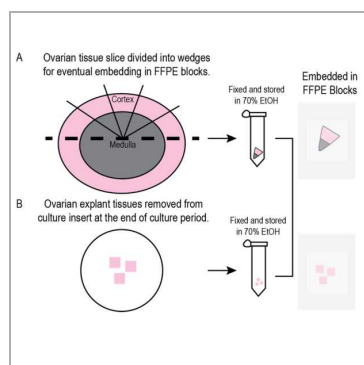 A Ovarian tissue slice divided into wedges
for eventual embedding in FFPE blocks.
Cortex
Medulla
Fixed and stored
in 70% EtOH
Embedded in
FFPE Blocks
B Ovarian explant tissues removed from
culture insert at the end of culture period.
Fixed and stored
in 70% EtOH